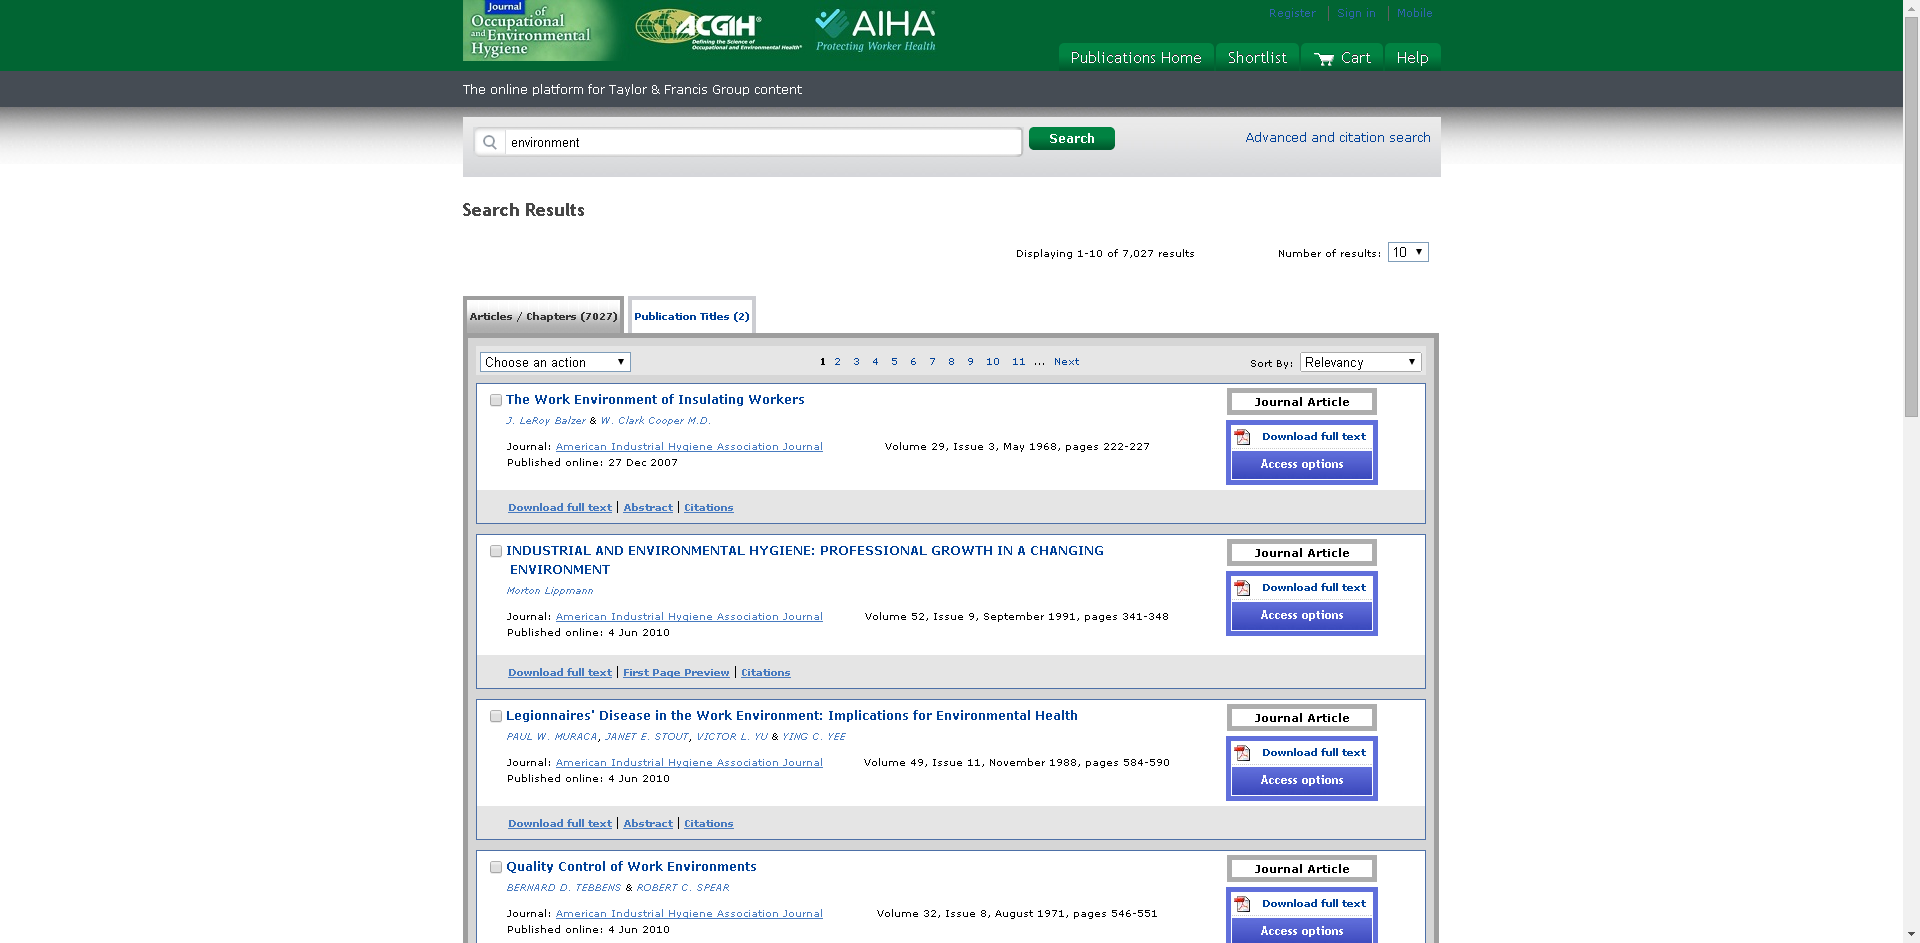 Journal of
Occupational
and Environmental
Hygiene
ACGIH®
Defining the Science of
Occupational and Environmental Health®
AIHA®
Protecting Worker Health
Register Sign in Mobile
Publications Home Shortlist Cart Help
The online platform for Taylor & Francis Group content
environment Search Advanced and citation search
Search Results
Displaying 1-10 of 7,027 results Number of results: 10
Articles / Chapters (7027) Publication Titles (2)
Choose an action 1 2 3 4 5 6 7 8 9 10 11 ... Next Sort By: Relevancy
The Work Environment of Insulating Workers Journal Article
J. LeRoy Balzer & W. Clark Cooper M.D.
Download full text
Journal: American Industrial Hygiene Association Journal Volume 29, Issue 3, May 1968, pages 222-227
Published online: 27 Dec 2007 Access options
Download full text | Abstract | Citations
INDUSTRIAL AND ENVIRONMENTAL HYGIENE: PROFESSIONAL GROWTH IN A CHANGING Journal Article
ENVIRONMENT
Morton Lippmann Download full text
Journal: American Industrial Hygiene Association Journal Volume 52, Issue 9, September 1991, pages 341-348 Access options
Published online: 4 Jun 2010
Download full text | First Page Preview | Citations
Legionnaires' Disease in the Work Environment: Implications for Environmental Health Journal Article
PAUL W. MURACA, JANET E. STOUT, VICTOR L. YU & YING C. YEE
Download full text
Journal: American Industrial Hygiene Association Journal Volume 49, Issue 11, November 1988, pages 584-590
Published online: 4 Jun 2010 Access options
Download full text | Abstract | Citations
Quality Control of Work Environments Journal Article
BERNARD D. TEBBENS & ROBERT C. SPEAR
Download full text
Journal: American Industrial Hygiene Association Journal Volume 32, Issue 8, August 1971, pages 546-551
Published online: 4 Jun 2010 Access options